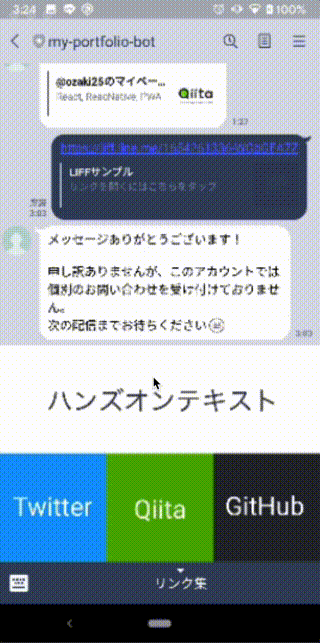 3:24
100%
my-portfolio-bot
@ozaki25のマイペー...
React, ReactNative, PWA
Qiita
1:27
LIFFサンプル
リンクを開くにはこちらをタップ
既読
3:03
メッセージありがとうございます！
申し訳ありませんが、このアカウントでは
個別のお問い合わせを受け付けておりませ
ん。
次の配信までお待ちください
3:03
ハンズオンテキスト
Twitter
Qiita
GitHub
リンク集